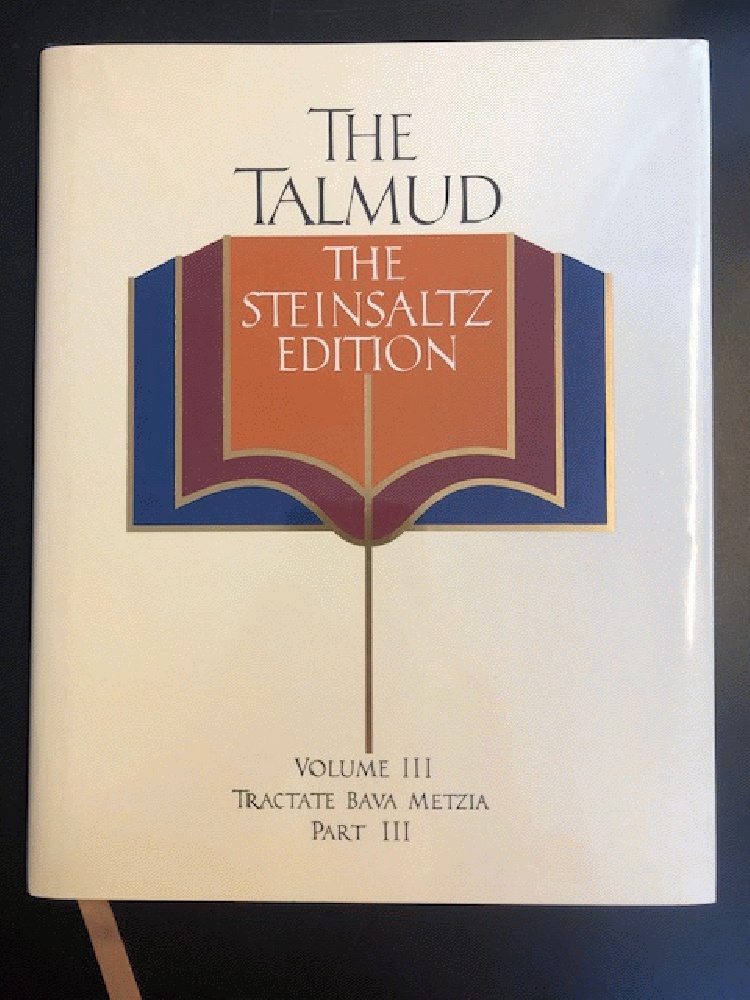 THE
TALMUD
THE
STEINSALTZ
EDITION
VOLUME III
TRACTATE BAVA METZIA
PART III